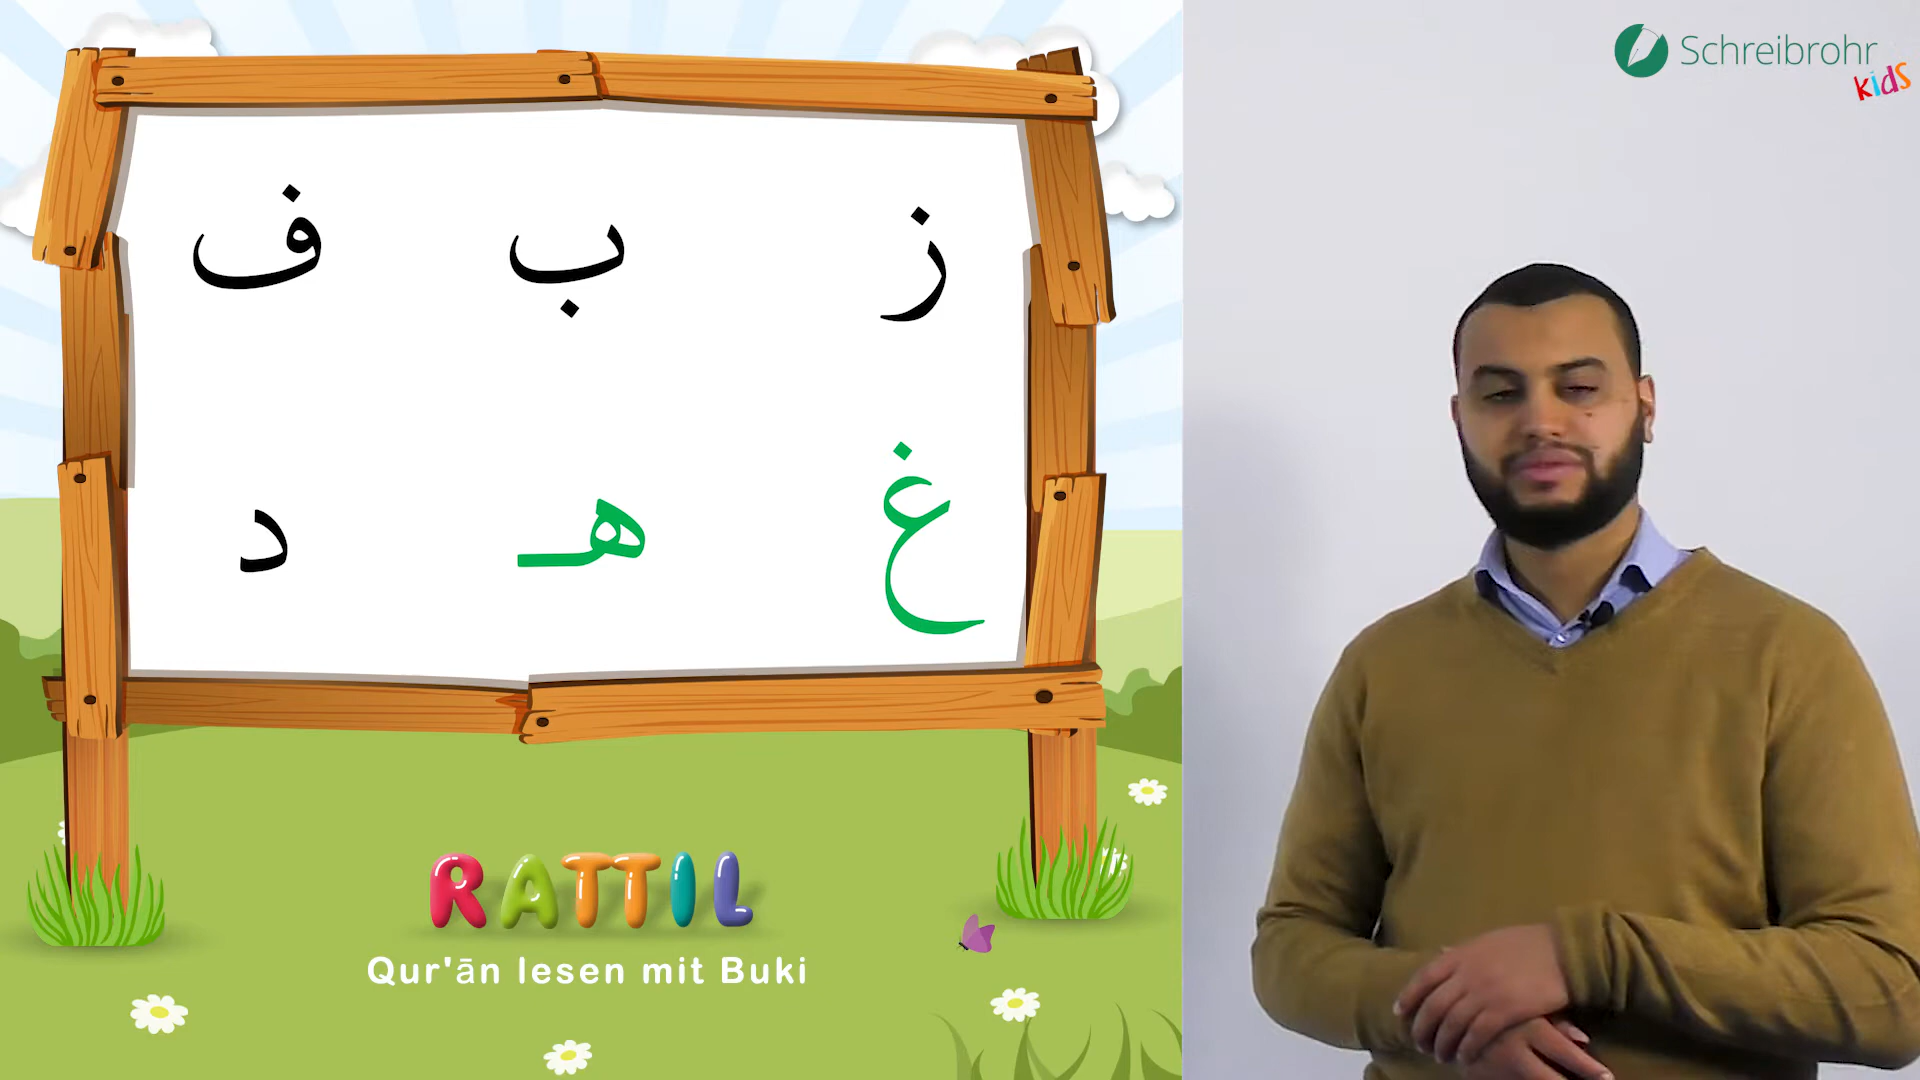 ز ب ف
غ هـ د
RATTIL
Qur'ān lesen mit Buki
Schreibrohr
kids